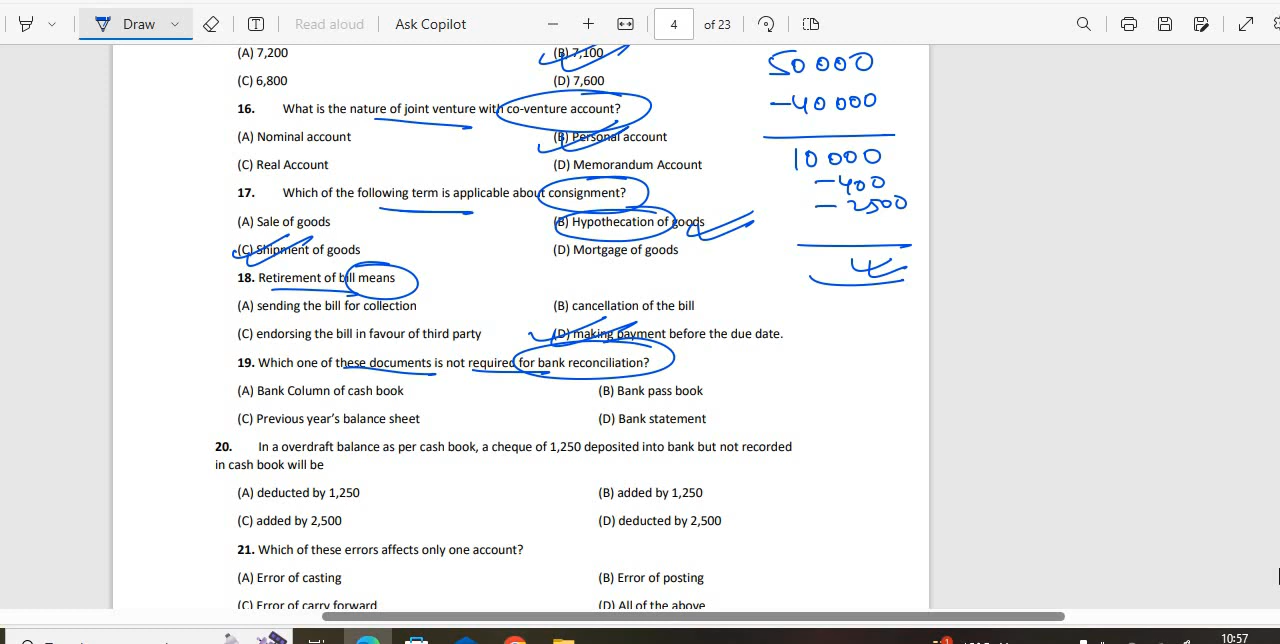 Draw
Read aloud
Ask Copilot
4 of 23
(A) 7,200 (B) 7,100
(C) 6,800 (D) 7,600
16. What is the nature of joint venture with co-venture account?
(A) Nominal account (B) Personal account
(C) Real Account (D) Memorandum Account
17. Which of the following term is applicable about consignment?
(A) Sale of goods (B) Hypothecation of goods
(C) Shipment of goods (D) Mortgage of goods
18. Retirement of bill means
(A) sending the bill for collection (B) cancellation of the bill
(C) endorsing the bill in favour of third party (D) making payment before the due date.
19. Which one of these documents is not required for bank reconciliation?
(A) Bank Column of cash book (B) Bank pass book
(C) Previous year's balance sheet (D) Bank statement
20. In a overdraft balance as per cash book, a cheque of 1,250 deposited into bank but not recorded
in cash book will be
(A) deducted by 1,250 (B) added by 1,250
(C) added by 2,500 (D) deducted by 2,500
21. Which of these errors affects only one account?
(A) Error of casting (B) Error of posting
(C) Error of carry forward (D) All of the above
50000
-40000
10000
-400
-2500
10:57